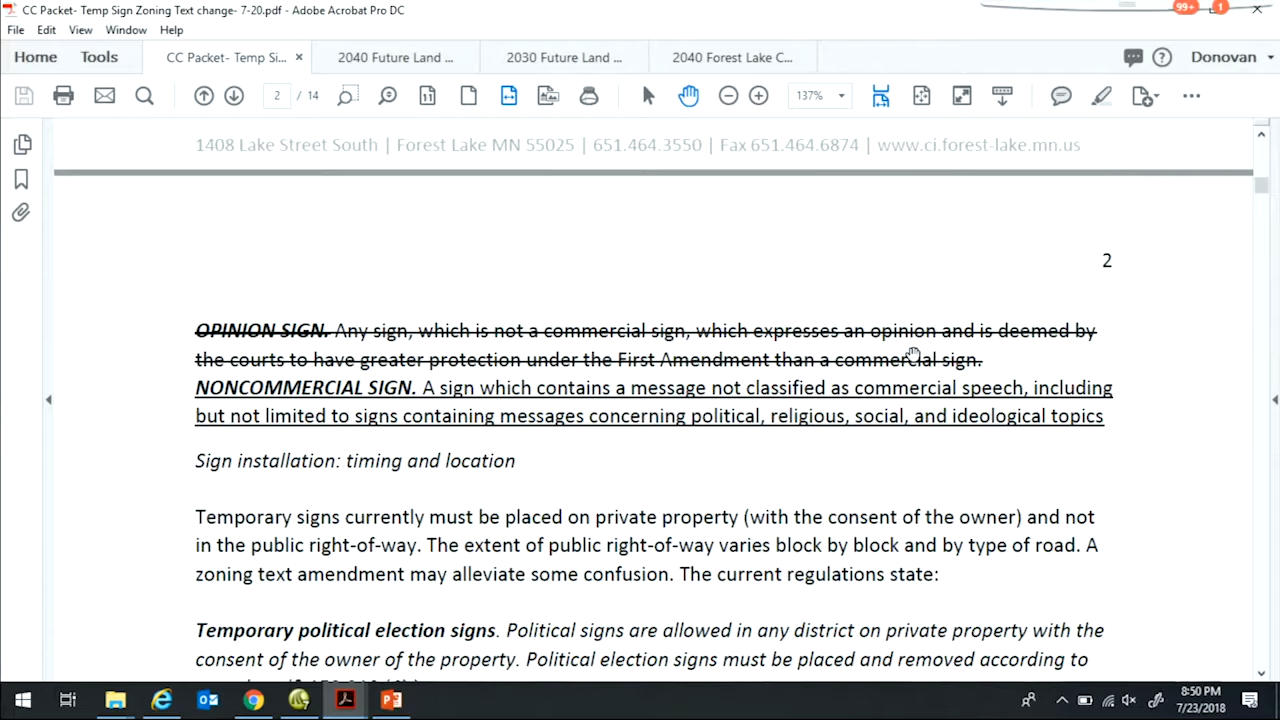 CC Packet- Temp Sign Zoning Text change- 7-20.pdf - Adobe Acrobat Pro DC
99+ 1
File Edit View Window Help
Home Tools CC Packet- Temp Si... × 2040 Future Land ... 2030 Future Land ... 2040 Forest Lake C... Donovan
2 / 14 137%
1408 Lake Street South | Forest Lake MN 55025 | 651.464.3550 | Fax 651.464.6874 | www.ci.forest-lake.mn.us
2
OPINION SIGN. Any sign, which is not a commercial sign, which expresses an opinion and is deemed by
the courts to have greater protection under the First Amendment than a commercial sign.
NONCOMMERCIAL SIGN. A sign which contains a message not classified as commercial speech, including
but not limited to signs containing messages concerning political, religious, social, and ideological topics
Sign installation: timing and location
Temporary signs currently must be placed on private property (with the consent of the owner) and not
in the public right-of-way. The extent of public right-of-way varies block by block and by type of road. A
zoning text amendment may alleviate some confusion. The current regulations state:
Temporary political election signs. Political signs are allowed in any district on private property with the
consent of the owner of the property. Political election signs must be placed and removed according to
8:50 PM
7/23/2018